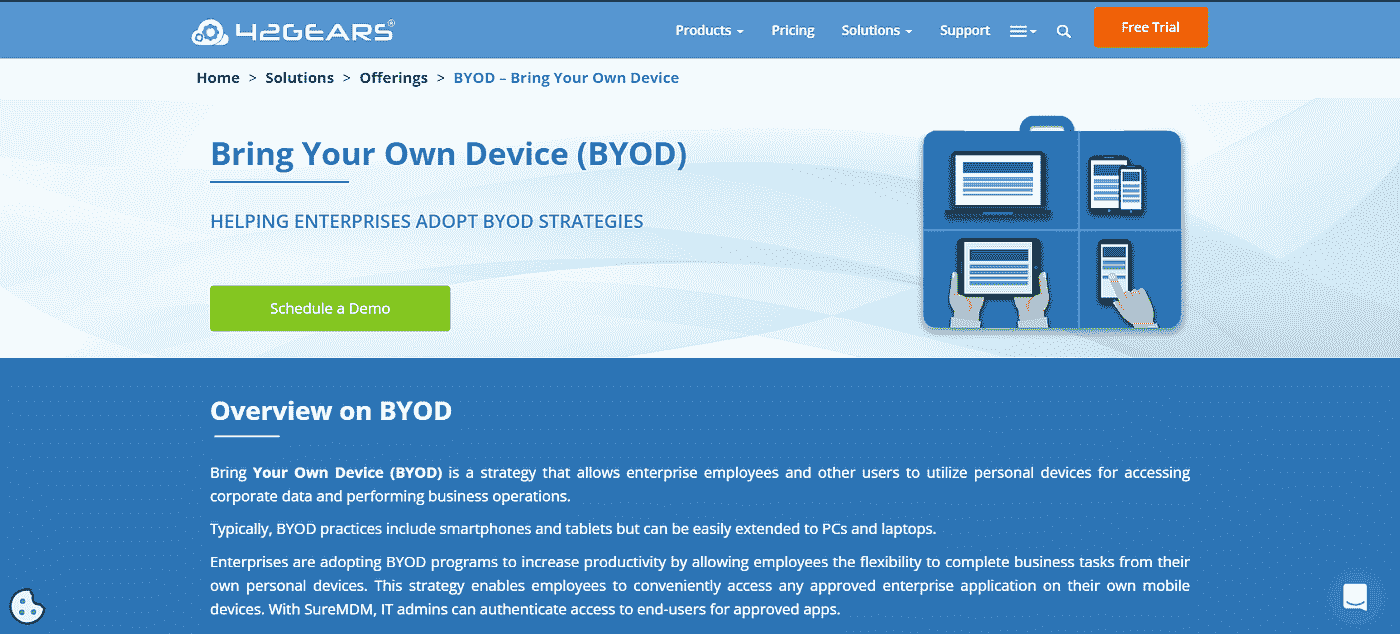 42GEARS®
Products Pricing Solutions Support Free Trial
Home > Solutions > Offerings > BYOD – Bring Your Own Device
Bring Your Own Device (BYOD)
HELPING ENTERPRISES ADOPT BYOD STRATEGIES
Schedule a Demo
Overview on BYOD
Bring Your Own Device (BYOD) is a strategy that allows enterprise employees and other users to utilize personal devices for accessing
corporate data and performing business operations.
Typically, BYOD practices include smartphones and tablets but can be easily extended to PCs and laptops.
Enterprises are adopting BYOD programs to increase productivity by allowing employees the flexibility to complete business tasks from their
own personal devices. This strategy enables employees to conveniently access any approved enterprise application on their own mobile
devices. With SureMDM, IT admins can authenticate access to end-users for approved apps.